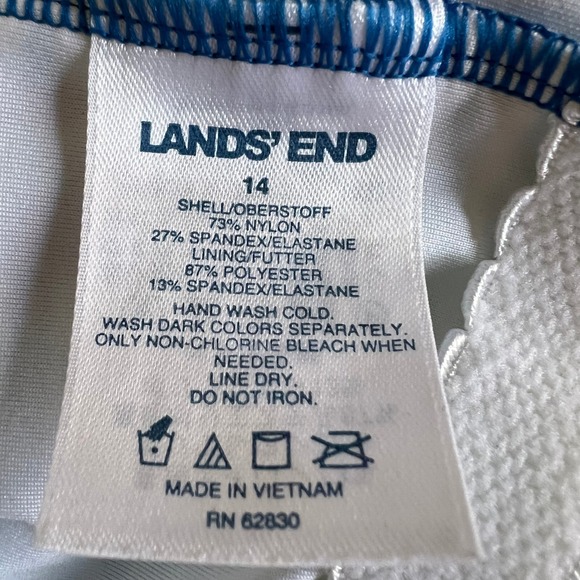 LANDS' END
14
SHELL/OBERSTOFF
73% NYLON
27% SPANDEX/ELASTANE
LINING/FUTTER
87% POLYESTER
13% SPANDEX/ELASTANE
HAND WASH COLD.
WASH DARK COLORS SEPARATELY.
ONLY NON-CHLORINE BLEACH WHEN
NEEDED.
LINE DRY.
DO NOT IRON.
MADE IN VIETNAM
RN 62830